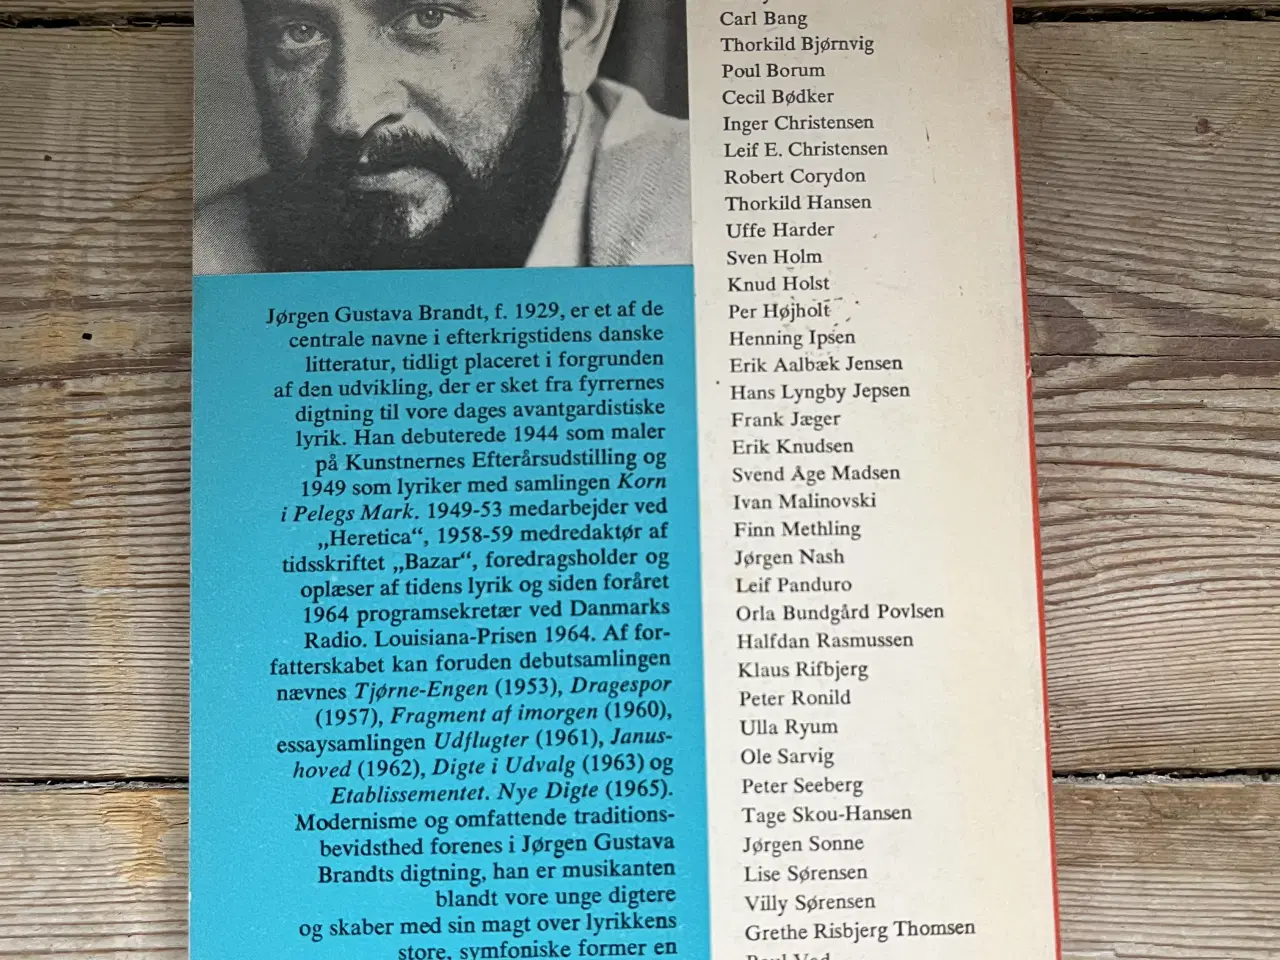 Jørgen Gustava Brandt, f. 1929, er et af de
centrale navne i efterkrigstidens danske
litteratur, tidligt placeret i forgrunden
af den udvikling, der er sket fra fyrrernes
digtning til vore dages avantgardistiske
lyrik. Han debuterede 1944 som maler
på Kunstnernes Efterårsudstilling og
1949 som lyriker med samlingen Korn
i Pelegs Mark. 1949-53 medarbejder ved
„Heretica“, 1958-59 medredaktør af
tidsskriftet „Bazar“, foredragsholder og
oplæser af tidens lyrik og siden foråret
1964 programsekretær ved Danmarks
Radio. Louisiana-Prisen 1964. Af for-
fatterskabet kan foruden debutsamlingen
nævnes Tjørne-Engen (1953), Dragespor
(1957), Fragment af imorgen (1960),
essaysamlingen Udflugter (1961), Janus-
hoved (1962), Digte i Udvalg (1963) og
Etablissementet. Nye Digte (1965).
Modernisme og omfattende traditions-
bevidsthed forenes i Jørgen Gustava
Brandts digtning, han er musikanten
blandt vore unge digtere
og skaber med sin magt over lyrikkens
store, symfoniske former en
Carl Bang
Thorkild Bjørnvig
Poul Borum
Cecil Bødker
Inger Christensen
Leif E. Christensen
Robert Corydon
Thorkild Hansen
Uffe Harder
Sven Holm
Knud Holst
Per Højholt
Henning Ipsen
Erik Aalbæk Jensen
Hans Lyngby Jepsen
Frank Jæger
Erik Knudsen
Svend Åge Madsen
Ivan Malinovski
Finn Methling
Jørgen Nash
Leif Panduro
Orla Bundgård Povlsen
Halfdan Rasmussen
Klaus Rifbjerg
Peter Ronild
Ulla Ryum
Ole Sarvig
Peter Seeberg
Tage Skou-Hansen
Jørgen Sonne
Lise Sørensen
Villy Sørensen
Grethe Risbjerg Thomsen